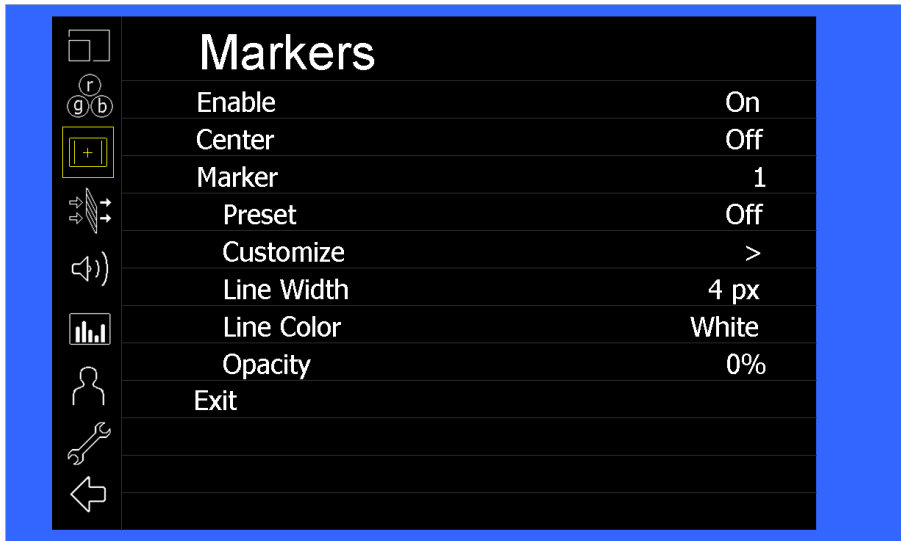 Markers
r
g b
Enable On
Center Off
Marker 1
Preset Off
Customize >
Line Width 4 px
Line Color White
Opacity 0%
Exit